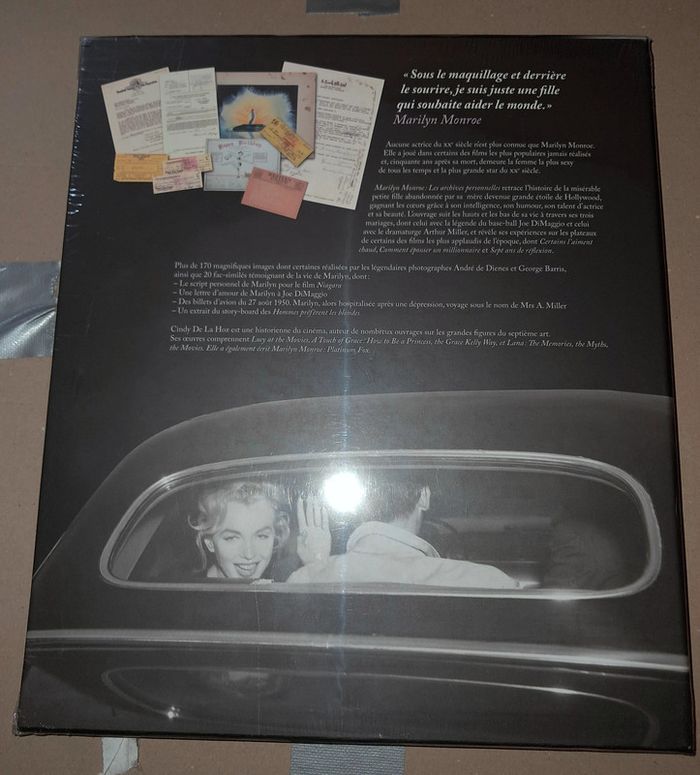 « Sous le maquillage et derrière
le sourire, je suis juste une fille
qui souhaite aider le monde. »
Marilyn Monroe
Aucune actrice du XXᵉ siècle n'est plus connue que Marilyn Monroe.
Elle a joué dans certains des films les plus populaires jamais réalisés
et, cinquante ans après sa mort, demeure la femme la plus sexy
de tous les temps et la plus grande star du XXᵉ siècle.
Marilyn Monroe : Les archives personnelles retrace l'histoire de la misérable
petite fille abandonnée par sa mère devenue grande étoile de Hollywood,
gagnant les cœurs grâce à son intelligence, son humour, son talent d'actrice
et sa beauté. L'ouvrage suit les hauts et les bas de sa vie à travers ses trois
mariages, dont celui avec la légende du base-ball Joe DiMaggio et celui
avec le dramaturge Arthur Miller, et révèle ses expériences sur les plateaux
de certains des films les plus applaudis de l'époque, dont Certains l'aiment
chaud, Comment épouser un millionnaire et Sept ans de réflexion.
Plus de 170 magnifiques images dont certaines réalisées par les légendaires photographes André de Dienes et George Barris,
ainsi que 20 fac-similés témoignant de la vie de Marilyn, dont :
– Le script personnel de Marilyn pour le film Niagara
– Une lettre d'amour de Marilyn à Joe DiMaggio
– Des billets d'avion du 27 août 1950. Marilyn, alors hospitalisée après une dépression, voyage sous le nom de Mrs A. Miller
– Un extrait du story-board des Hommes préfèrent les blondes
Cindy De La Hoz est une historienne du cinéma, auteur de nombreux ouvrages sur les grandes figures du septième art.
Ses œuvres comprennent Lucy at the Movies, A Touch of Grace : How to Be a Princess, the Grace Kelly Way, et Lana : The Memories, the Myths,
the Movies. Elle a également écrit Marilyn Monroe : Platinum Fox.